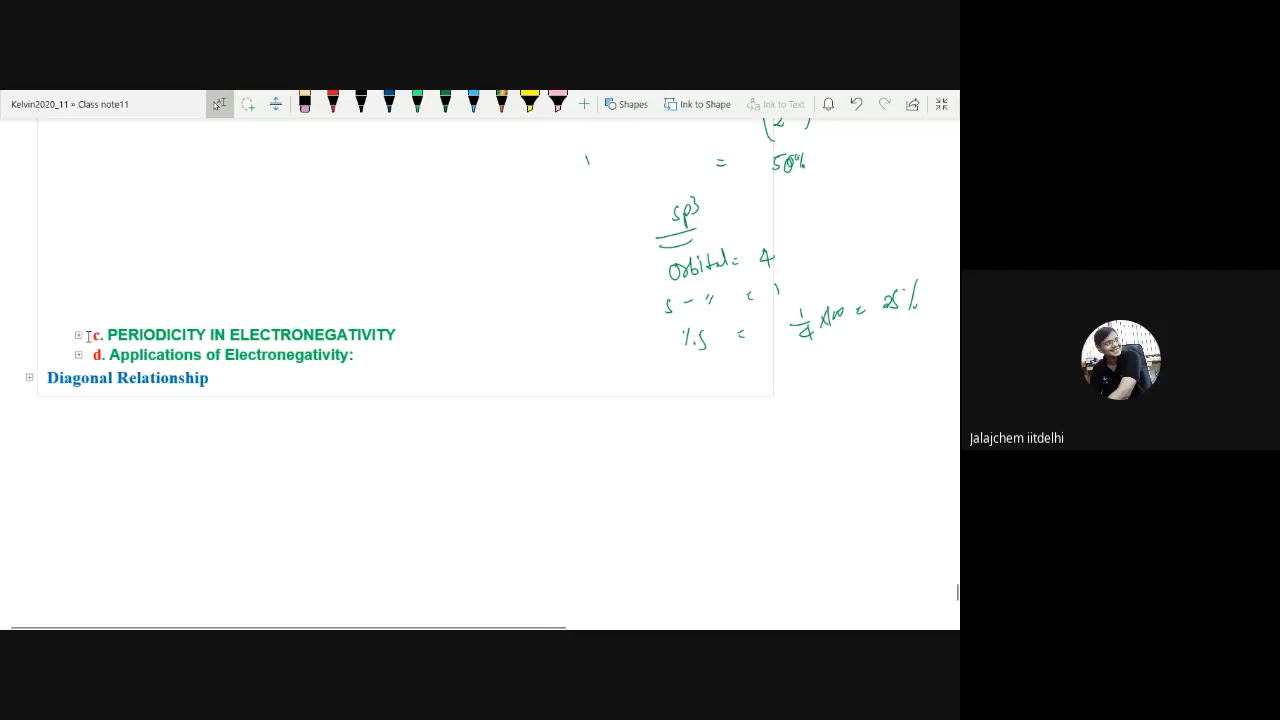 Kelvin2020_11 » Class note11
Shapes
Ink to Shape
Ink to Text
= 50%
sp3
Orbital = 4
s - " = 1
%s = 1/4 x100 = 25%
c. PERIODICITY IN ELECTRONEGATIVITY
d. Applications of Electronegativity:
Diagonal Relationship
Jalajchem iitdelhi